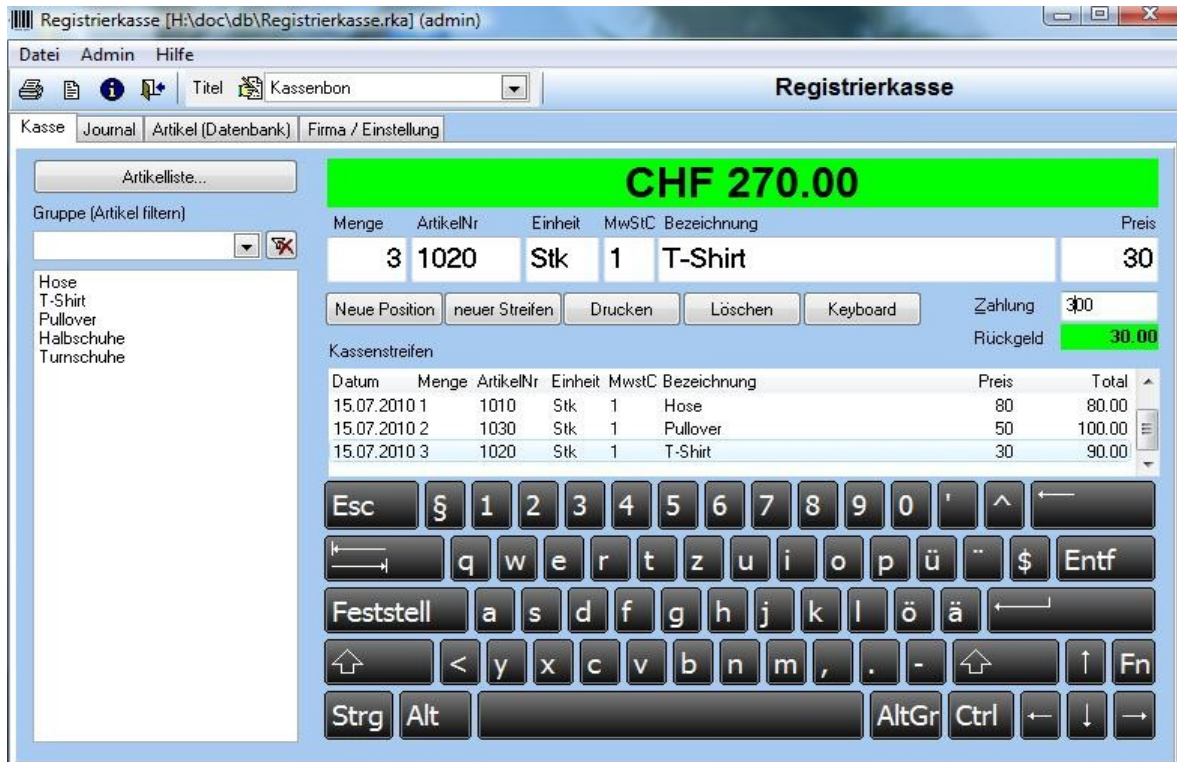 Registrierkasse [H:\doc\db\Registrierkasse.rka] (admin)
Datei Admin Hilfe
Titel Kassenbon Registrierkasse
Kasse Journal Artikel (Datenbank) Firma / Einstellung
Artikelliste...
Gruppe (Artikel filtern)
Hose
T-Shirt
Pullover
Halbschuhe
Turnschuhe
CHF 270.00
Menge ArtikelNr Einheit MwStC Bezeichnung Preis
3 1020 Stk 1 T-Shirt 30
Neue Position neuer Streifen Drucken Löschen Keyboard
Zahlung 300
Rückgeld 30.00
Kassenstreifen
Datum Menge ArtikelNr Einheit MwstC Bezeichnung Preis Total
15.07.2010 1 1010 Stk 1 Hose 80 80.00
15.07.2010 2 1030 Stk 1 Pullover 50 100.00
15.07.2010 3 1020 Stk 1 T-Shirt 30 90.00
Esc § 1 2 3 4 5 6 7 8 9 0 ' ^
q w e r t z u i o p ü ¨ $ Entf
Feststell a s d f g h j k l ö ä
< y x c v b n m , . - Fn
Strg Alt AltGr Ctrl ← ↓ →